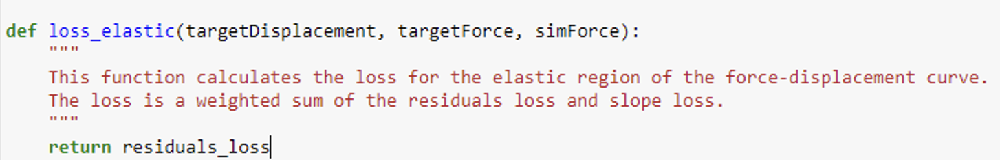 def loss_elastic(targetDisplacement, targetForce, simForce):
"""
This function calculates the loss for the elastic region of the force-displacement curve.
The loss is a weighted sum of the residuals loss and slope loss.
"""
return residuals_loss